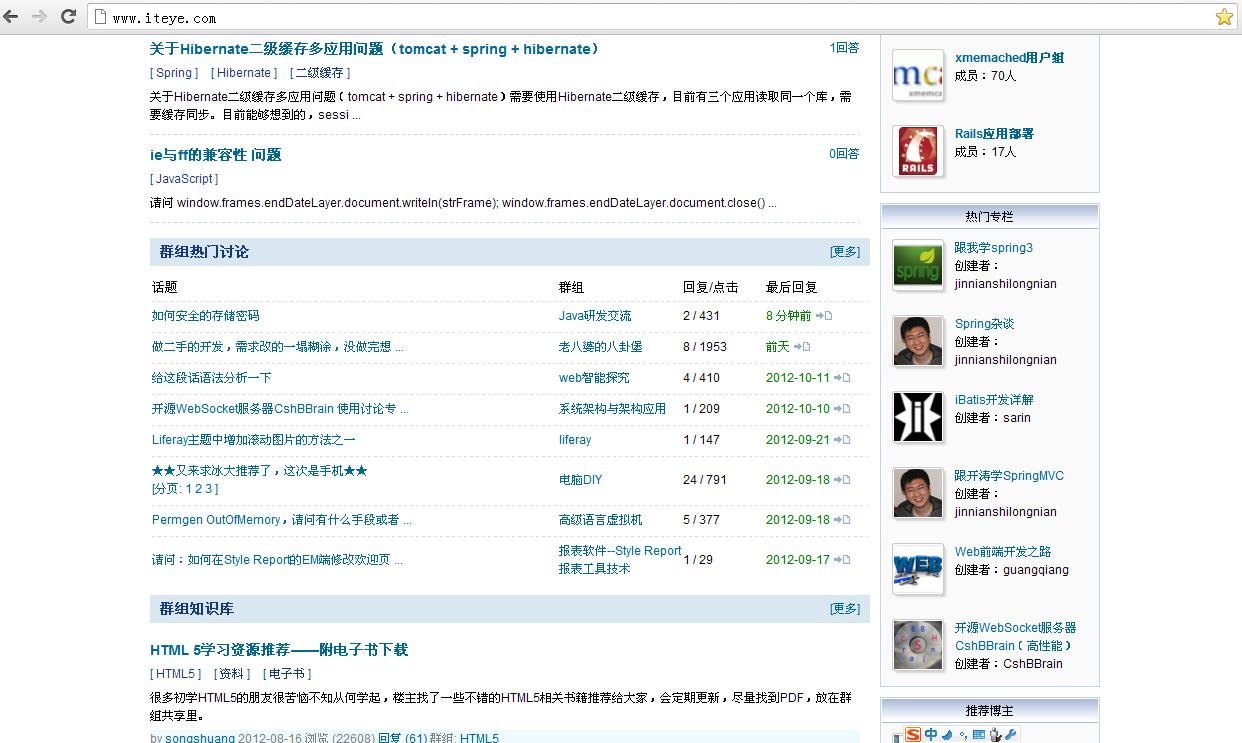 www.iteye.com
关于Hibernate二级缓存多应用问题（tomcat + spring + hibernate） 1回答
[ Spring ] [ Hibernate ] [ 二级缓存 ]
关于Hibernate二级缓存多应用问题（tomcat + spring + hibernate）需要使用Hibernate二级缓存，目前有三个应用读取同一个库，需
要缓存同步。目前能够想到的，sessi ...
ie与ff的兼容性 问题 0回答
[ JavaScript ]
请问 window.frames.endDateLayer.document.writeln(strFrame); window.frames.endDateLayer.document.close() ...
群组热门讨论 [更多]
话题 群组 回复/点击 最后回复
如何安全的存储密码 Java研发交流 2 / 431 8 分钟前
做二手的开发，需求改的一塌糊涂，没做完想 ... 老八婆的八卦堡 8 / 1953 前天
给这段话语法分析一下 web智能探究 4 / 410 2012-10-11
开源WebSocket服务器CshBBrain 使用讨论专 ... 系统架构与架构应用 1 / 209 2012-10-10
Liferay主题中增加滚动图片的方法之一 liferay 1 / 147 2012-09-21
★★又来求冰大推荐了，这次是手机★★
[分页: 1 2 3 ] 电脑DIY 24 / 791 2012-09-18
Permgen OutOfMemory，请问有什么手段或者 ... 高级语言虚拟机 5 / 377 2012-09-18
请问：如何在Style Report的EM端修改欢迎页 ... 报表软件--Style Report 1 / 29 2012-09-17
报表工具技术
群组知识库 [更多]
HTML 5学习资源推荐——附电子书下载
[ HTML5 ] [ 资料 ] [ 电子书 ]
很多初学HTML5的朋友很苦恼不知从何学起，楼主找了一些不错的HTML5相关书籍推荐给大家，会定期更新，尽量找到PDF，放在群
组共享里。
by songshuang 2012-08-16 浏览 (22608) 回复 (61) 群组: HTML5
xmemached用户组
成员：70人
xmemca
Rails应用部署
成员：17人
RAILS
热门专栏
跟我学spring3
创建者：
jinnianshilongnian
spring
Spring杂谈
创建者：
jinnianshilongnian
iBatis开发详解
创建者：sarin
跟开涛学SpringMVC
创建者：
jinnianshilongnian
Web前端开发之路
创建者：guangqiang
WEB
开源WebSocket服务器
CshBBrain（高性能）
创建者：CshBBrain
推荐博主
S中